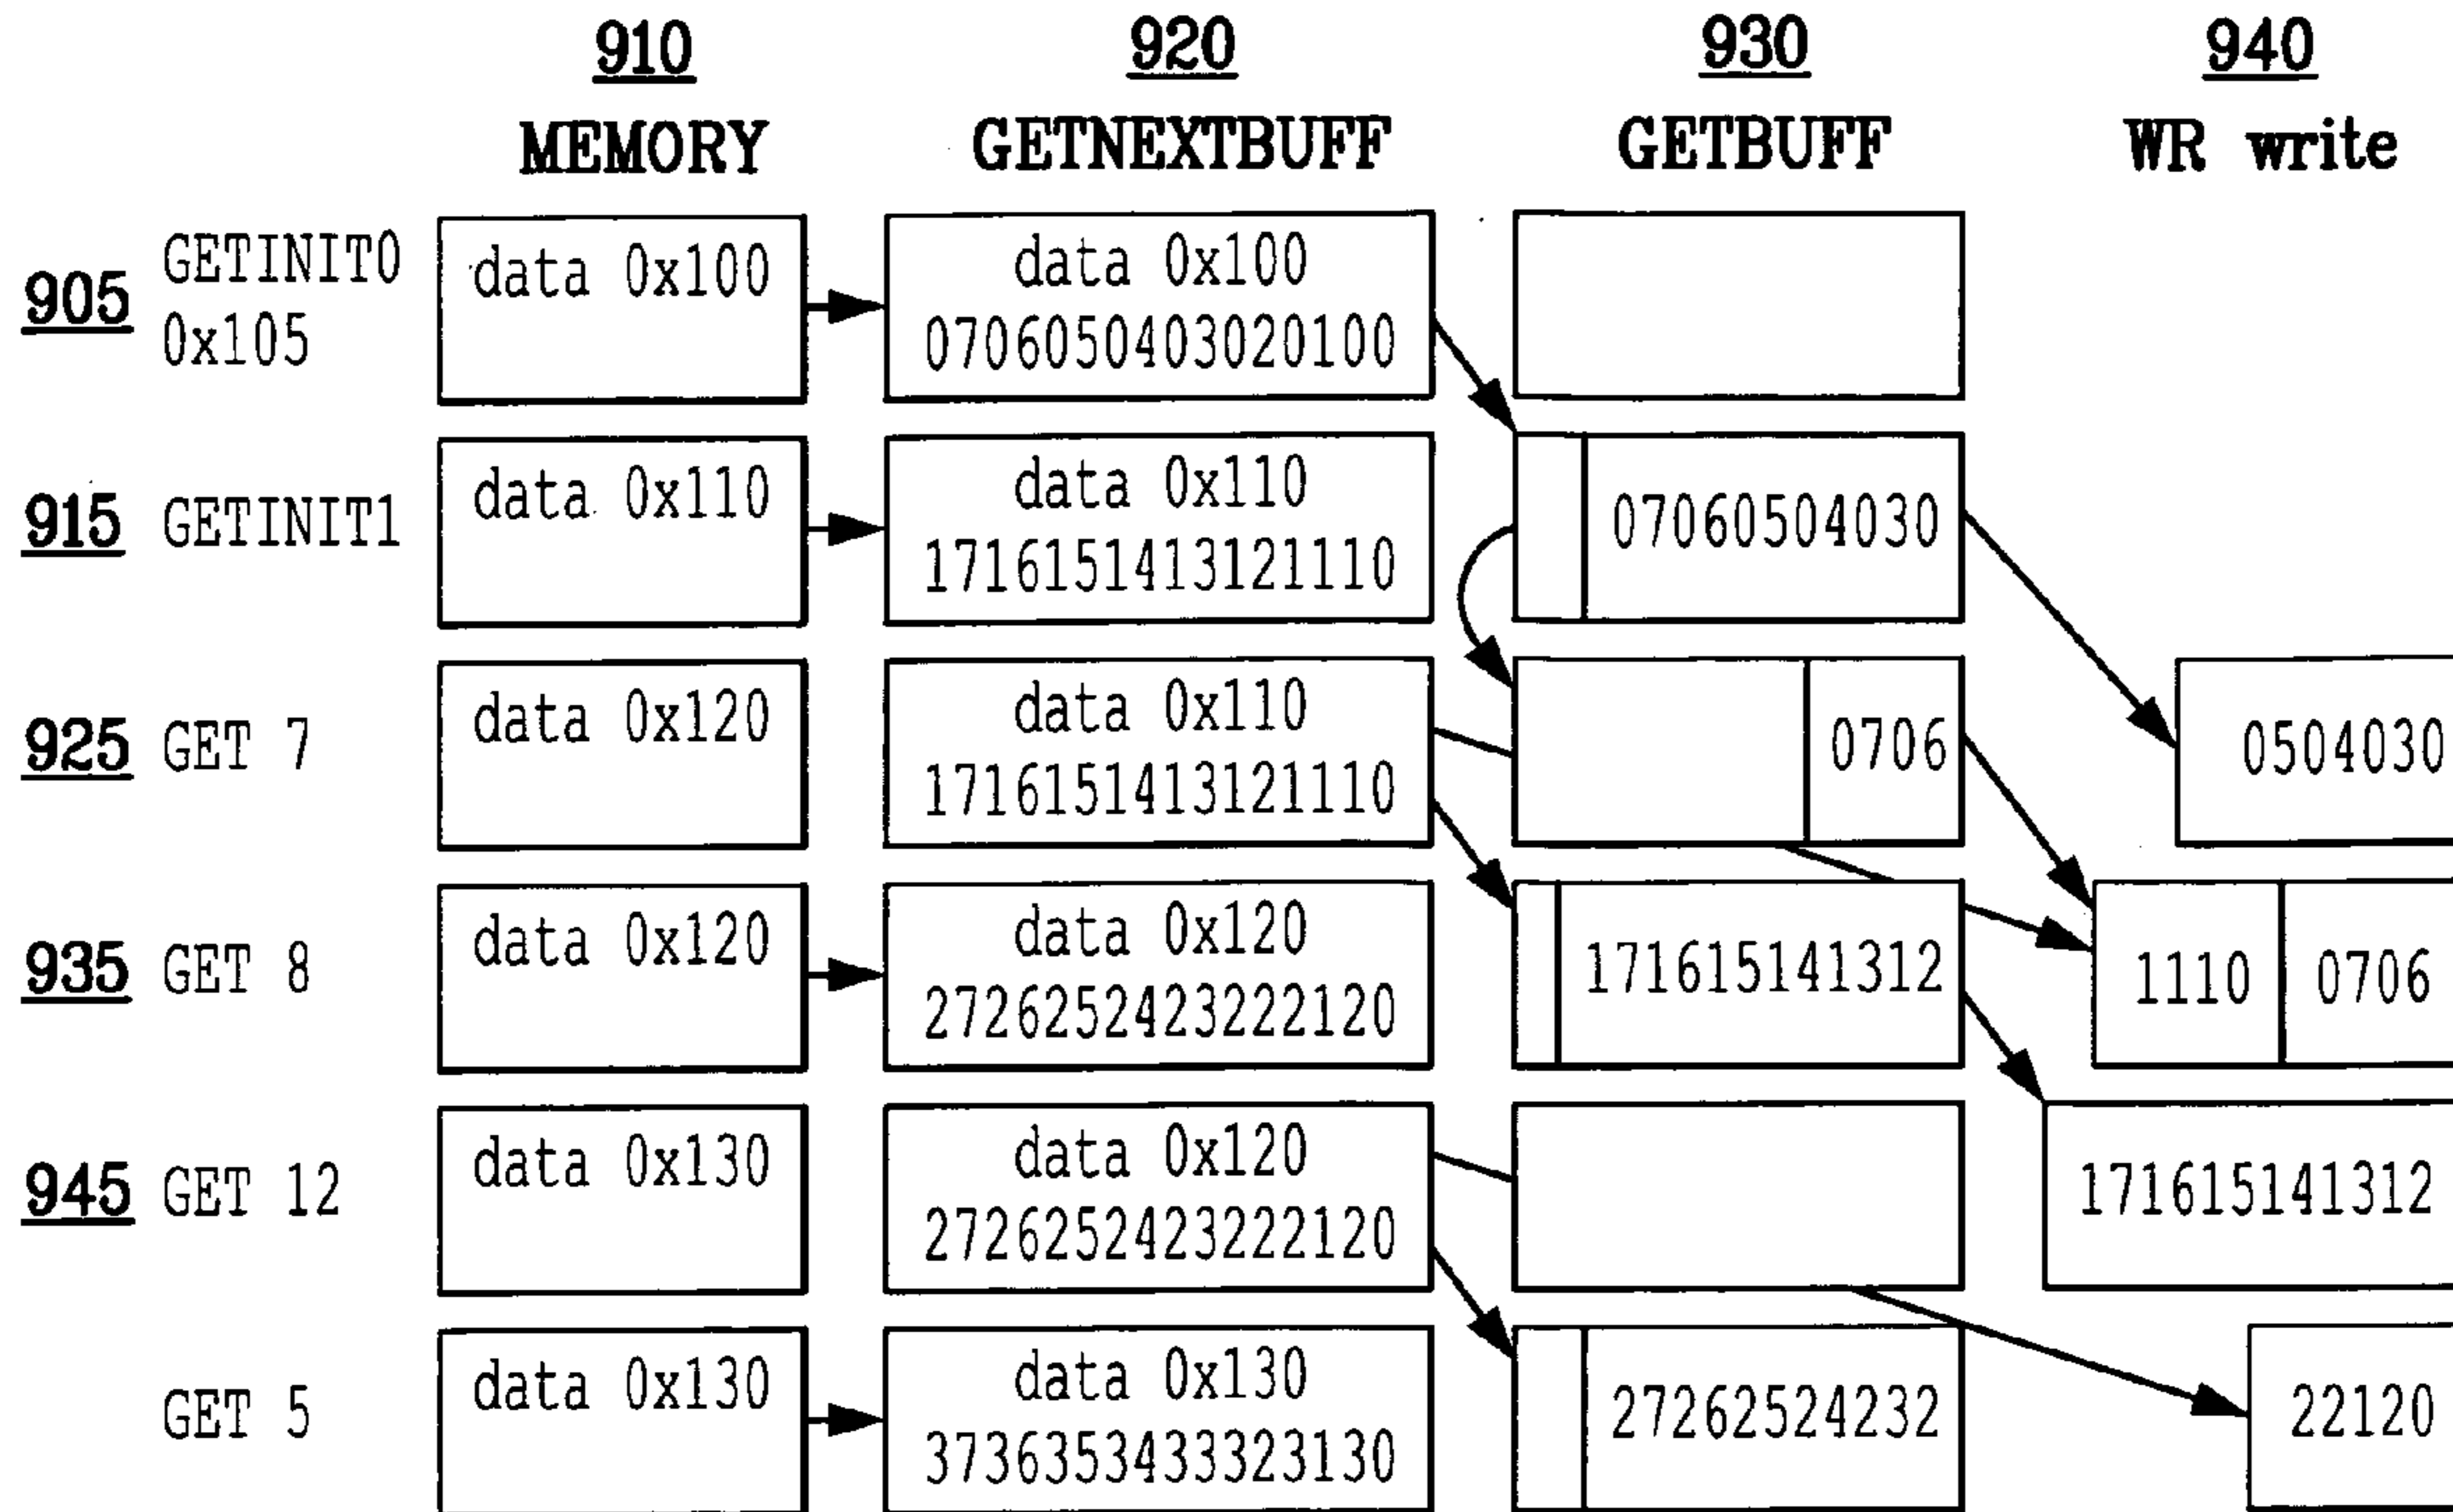 910 920 930 940
MEMORY GETNEXTBUFF GETBUFF WR write
905 GETINIT0 0x105 data 0x100 data 0x100
0706050403020100
915 GETINIT1 data 0x110 data 0x110
1716151413121110 07060504030
925 GET 7 data 0x120 data 0x110
1716151413121110 0706 0504030
935 GET 8 data 0x120 data 0x120
2726252423222120 171615141312 1110 0706
945 GET 12 data 0x130 data 0x120
2726252423222120 171615141312
GET 5 data 0x130 data 0x130
3736353433323130 27262524232 22120